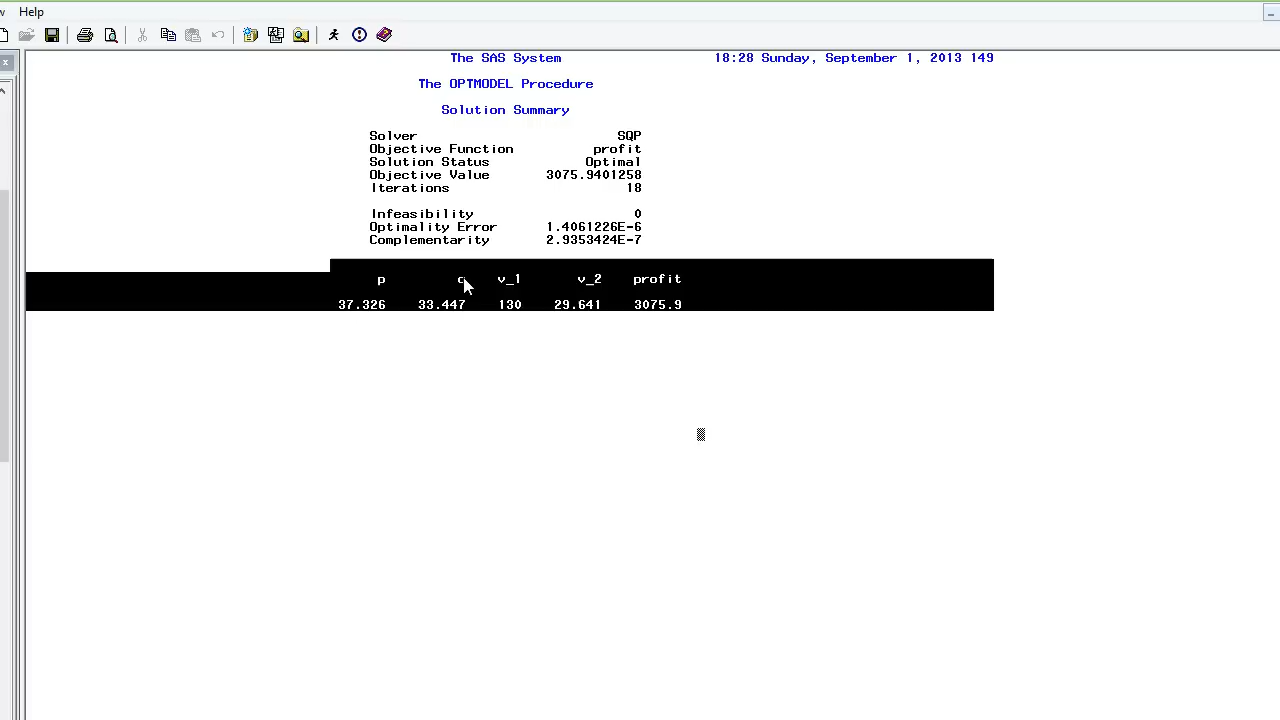 w Help
The SAS System 18:28 Sunday, September 1, 2013 149
The OPTMODEL Procedure
Solution Summary
Solver SQP
Objective Function profit
Solution Status Optimal
Objective Value 3075.9401258
Iterations 18
Infeasibility 0
Optimality Error 1.4061226E-6
Complementarity 2.9353424E-7
p c v_1 v_2 profit
37.326 33.447 130 29.641 3075.9